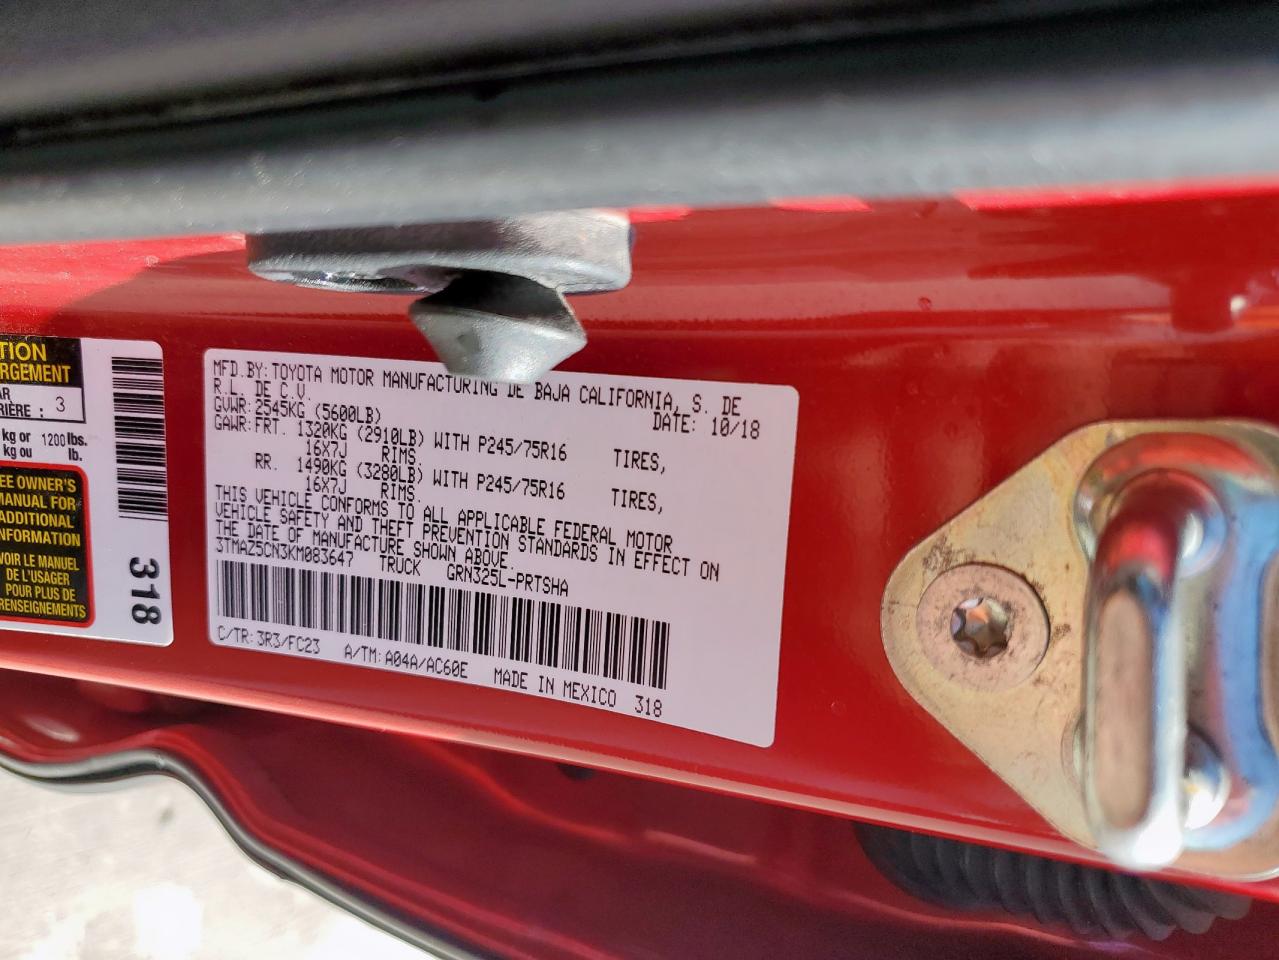 TION
RGEMENT
AR
RIÈRE : 3
kg or 1200 lbs.
kg ou lb.
EE OWNER'S
MANUAL FOR
ADDITIONAL
NFORMATION
VOIR LE MANUEL
DE L'USAGER
POUR PLUS DE
RENSEIGNEMENTS
318
MFD.BY:TOYOTA MOTOR MANUFACTURING DE BAJA CALIFORNIA, S. DE
R.L. DE C.V. DATE: 10/18
GVWR:2545KG (5600LB)
GAWR:FRT. 1320KG (2910LB) WITH P245/75R16 TIRES,
16X7J RIMS.
RR. 1490KG (3280LB) WITH P245/75R16 TIRES,
16X7J RIMS.
THIS VEHICLE CONFORMS TO ALL APPLICABLE FEDERAL MOTOR
VEHICLE SAFETY AND THEFT PREVENTION STANDARDS IN EFFECT ON
THE DATE OF MANUFACTURE SHOWN ABOVE.
3TMAZ5CN3KM083647 TRUCK GRN325L-PRTSHA
C/TR:3R3/FC23 A/TM:A04A/AC60E MADE IN MEXICO 318